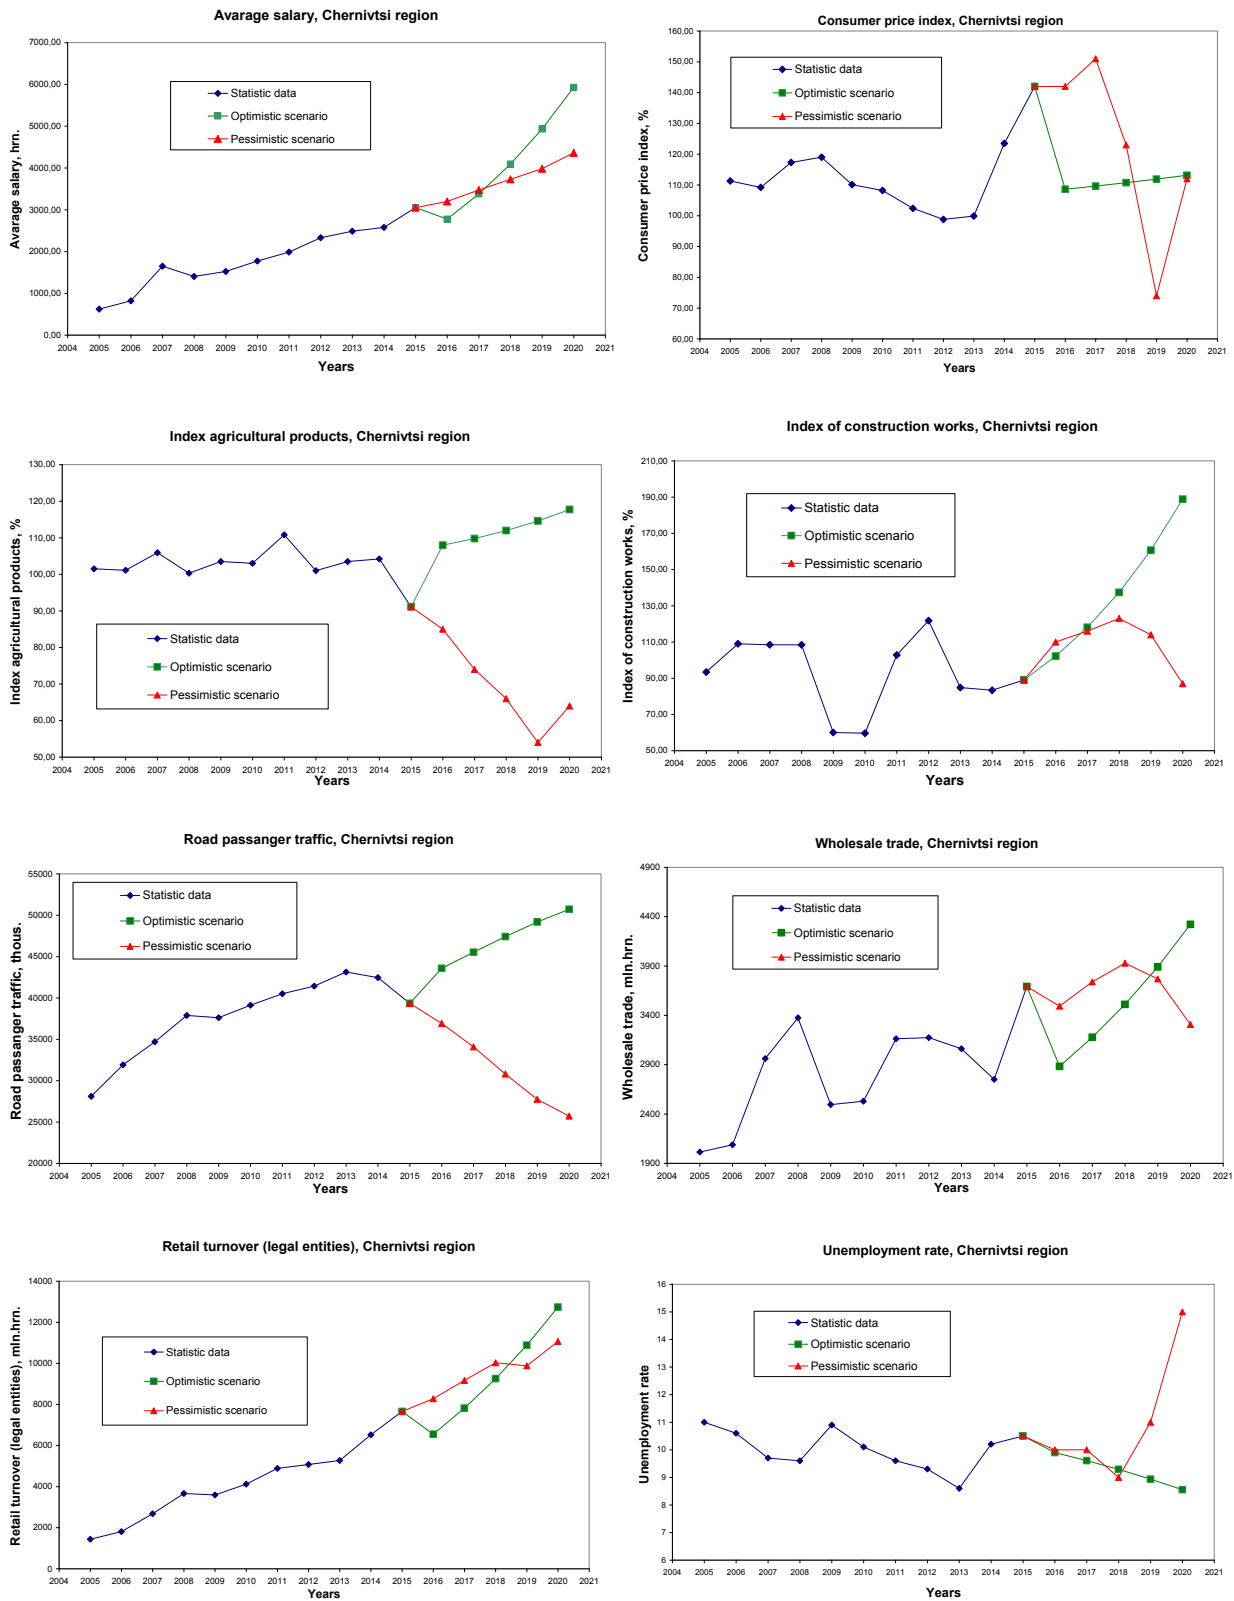 Avarage salary, Chernivtsi region
7000,00
6000,00
5000,00
4000,00
3000,00
2000,00
1000,00
0,00
Avarage salary, hrn.
Statistic data
Optimistic scenario
Pessimistic scenario
2004 2005 2006 2007 2008 2009 2010 2011 2012 2013 2014 2015 2016 2017 2018 2019 2020 2021
Years
Consumer price index, Chernivtsi region
160,00
150,00
140,00
130,00
120,00
110,00
100,00
90,00
80,00
70,00
60,00
Consumer price index, %
Statistic data
Optimistic scenario
Pessimistic scenario
2004 2005 2006 2007 2008 2009 2010 2011 2012 2013 2014 2015 2016 2017 2018 2019 2020 2021
Years
Index agricultural products, Chernivtsi region
130,00
120,00
110,00
100,00
90,00
80,00
70,00
60,00
50,00
Index agricultural products, %
Statistic data
Optimistic scenario
Pessimistic scenario
2004 2005 2006 2007 2008 2009 2010 2011 2012 2013 2014 2015 2016 2017 2018 2019 2020 2021
Years
Index of construction works, Chernivtsi region
210,00
190,00
170,00
150,00
130,00
110,00
90,00
70,00
50,00
Index of construction works, %
Statistic data
Optimistic scenario
Pessimistic scenario
2004 2005 2006 2007 2008 2009 2010 2011 2012 2013 2014 2015 2016 2017 2018 2019 2020 2021
Years
Road passanger traffic, Chernivtsi region
55000
50000
45000
40000
35000
30000
25000
20000
Road passanger traffic, thous.
Statistic data
Optimistic scenario
Pessimistic scenario
2004 2005 2006 2007 2008 2009 2010 2011 2012 2013 2014 2015 2016 2017 2018 2019 2020 2021
Years
Wholesale trade, Chernivtsi region
4900
4400
3900
3400
2900
2400
1900
Wholesale trade, mln.hrn.
Statistic data
Optimistic scenario
Pessimistic scenario
2004 2005 2006 2007 2008 2009 2010 2011 2012 2013 2014 2015 2016 2017 2018 2019 2020 2021
Years
Retail turnover (legal entities), Chernivtsi region
14000
12000
10000
8000
6000
4000
2000
0
Retail turnover (legal entities), mln.hrn.
Statistic data
Optimistic scenario
Pessimistic scenario
2004 2005 2006 2007 2008 2009 2010 2011 2012 2013 2014 2015 2016 2017 2018 2019 2020 2021
Years
Unemployment rate, Chernivtsi region
16
15
14
13
12
11
10
9
8
7
6
Unemployment rate
Statistic data
Optimistic scenario
Pessimistic scenario
2004 2005 2006 2007 2008 2009 2010 2011 2012 2013 2014 2015 2016 2017 2018 2019 2020 2021
Years